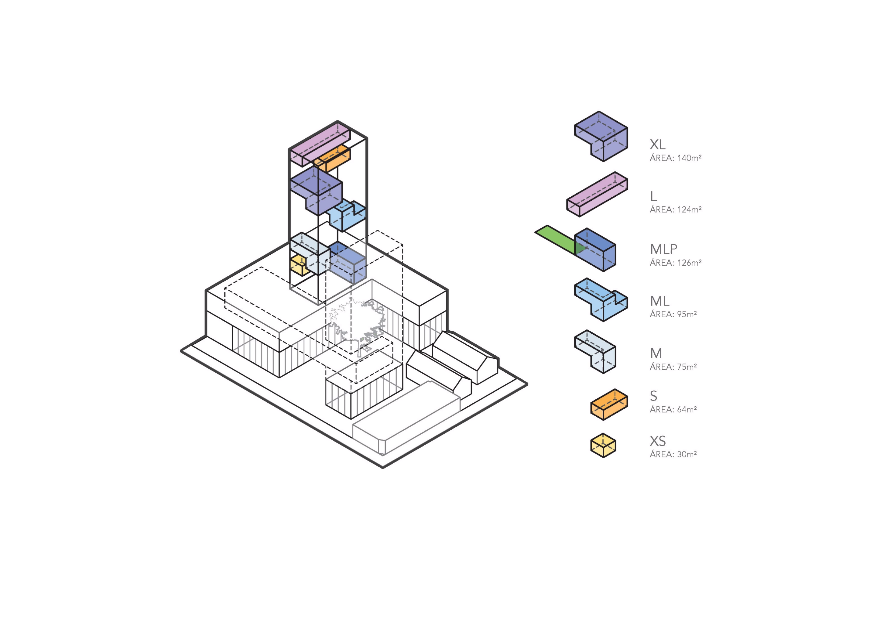 XL
ÁREA: 140m²
L
ÁREA: 124m²
MLP
ÁREA: 126m²
ML
ÁREA: 95m²
M
ÁREA: 75m²
S
ÁREA: 64m²
XS
ÁREA: 30m²